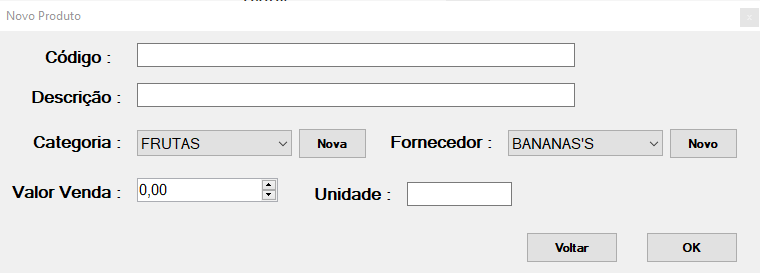 Novo Produto x
Código :
Descrição :
Categoria : FRUTAS Nova Fornecedor : BANANAS'S Novo
Valor Venda : 0,00 Unidade :
Voltar OK